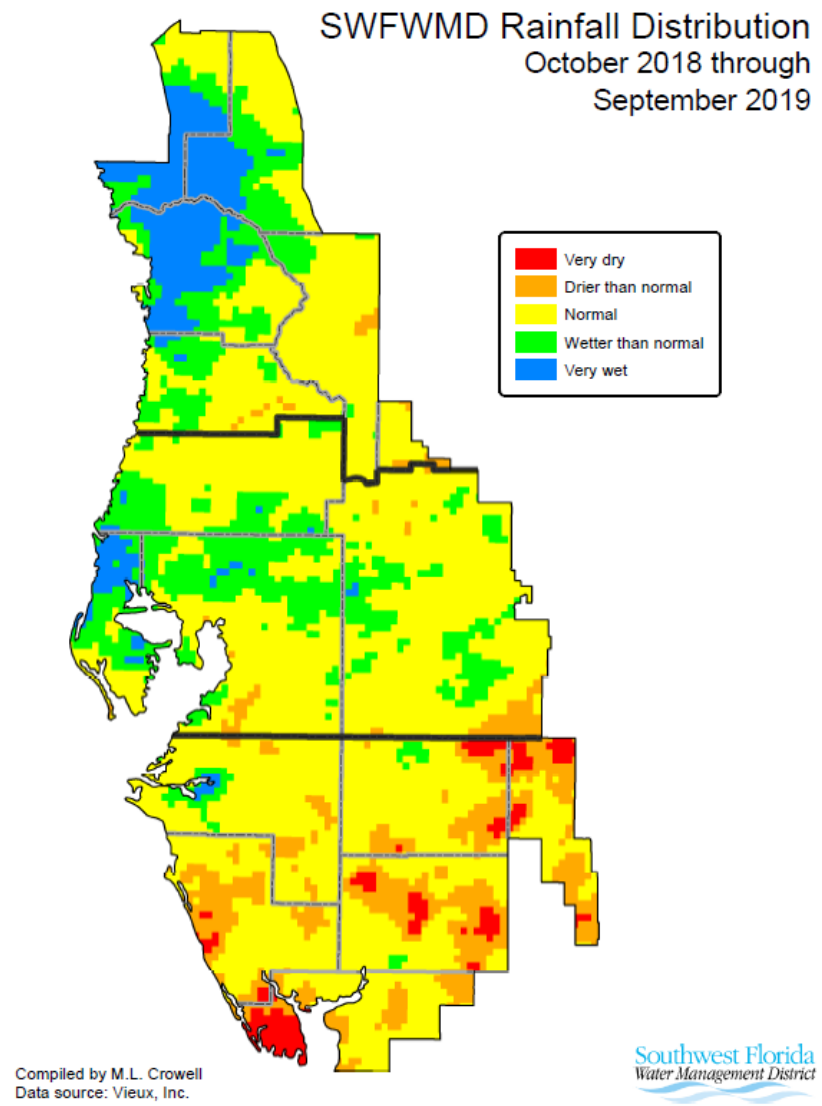 SWFWMD Rainfall Distribution
October 2018 through
September 2019
Very dry
Drier than normal
Normal
Wetter than normal
Very wet
Compiled by M.L. Crowell
Data source: Vieux, Inc.
Southwest Florida
Water Management District